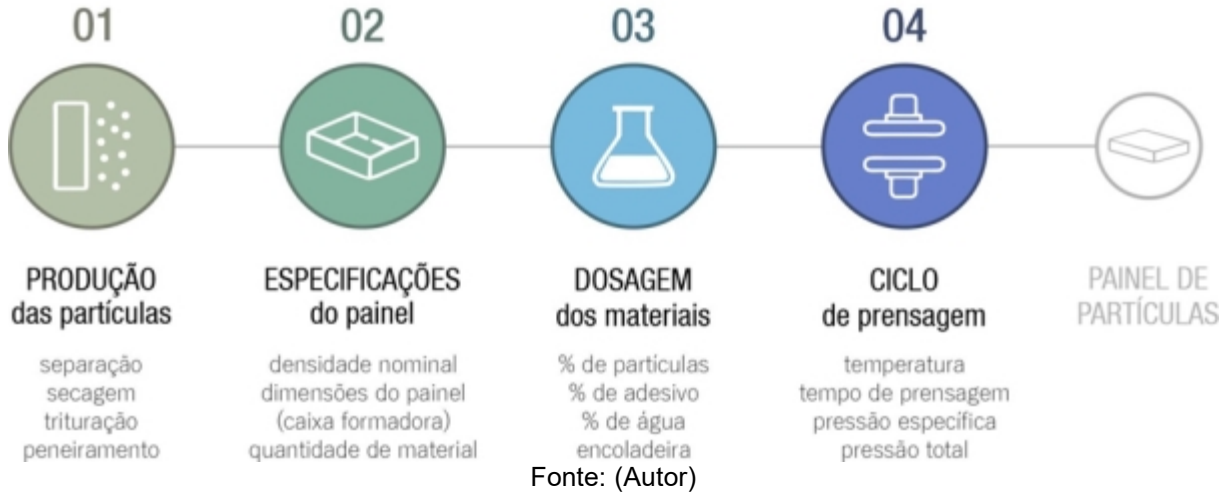 01
PRODUÇÃO
das partículas
separação
secagem
trituração
peneiramento
02
ESPECIFICAÇÕES
do painel
densidade nominal
dimensões do painel
(caixa formadora)
quantidade de material
03
DOSAGEM
dos materiais
% de partículas
% de adesivo
% de água
encoladeira
04
CICLO
de prensagem
temperatura
tempo de prensagem
pressão específica
pressão total
PAINEL DE
PARTÍCULAS
Fonte: (Autor)